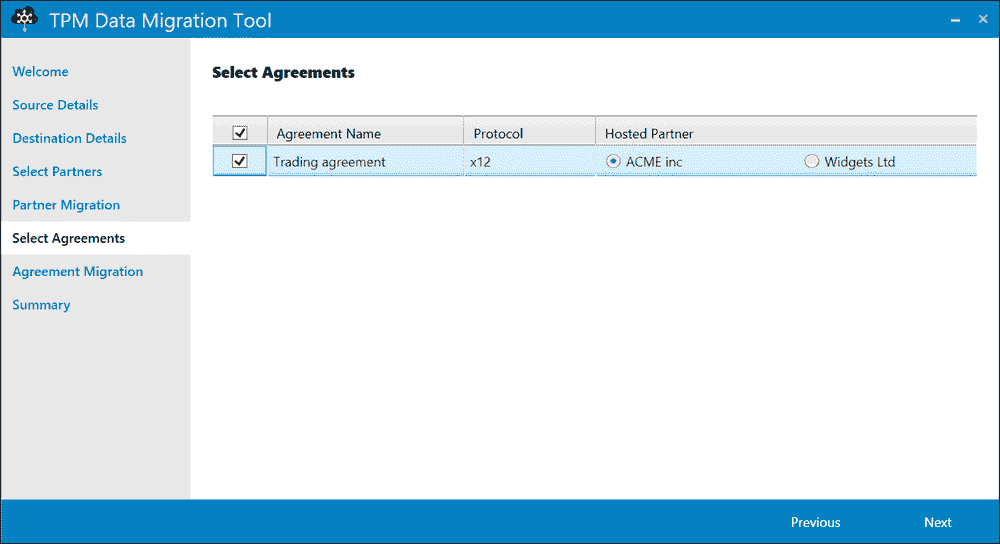 TPM Data Migration Tool
Welcome
Source Details
Destination Details
Select Partners
Partner Migration
Select Agreements
Agreement Migration
Summary
Select Agreements
Agreement Name Protocol Hosted Partner
Trading agreement x12 ACME inc Widgets Ltd
Previous Next